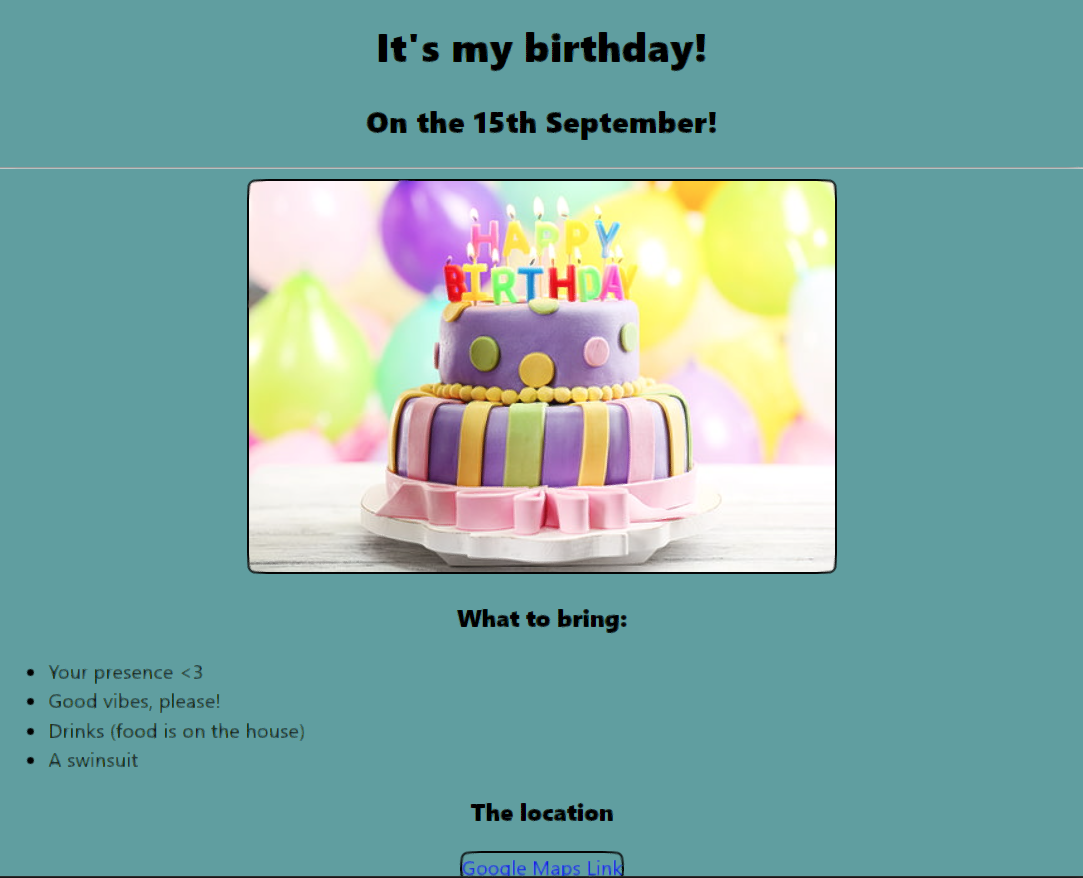 It's my birthday!
On the 15th September!
HAPPY
BIRTHDAY
What to bring:
Your presence <3
Good vibes, please!
Drinks (food is on the house)
A swinsuit
The location
Google Maps Link